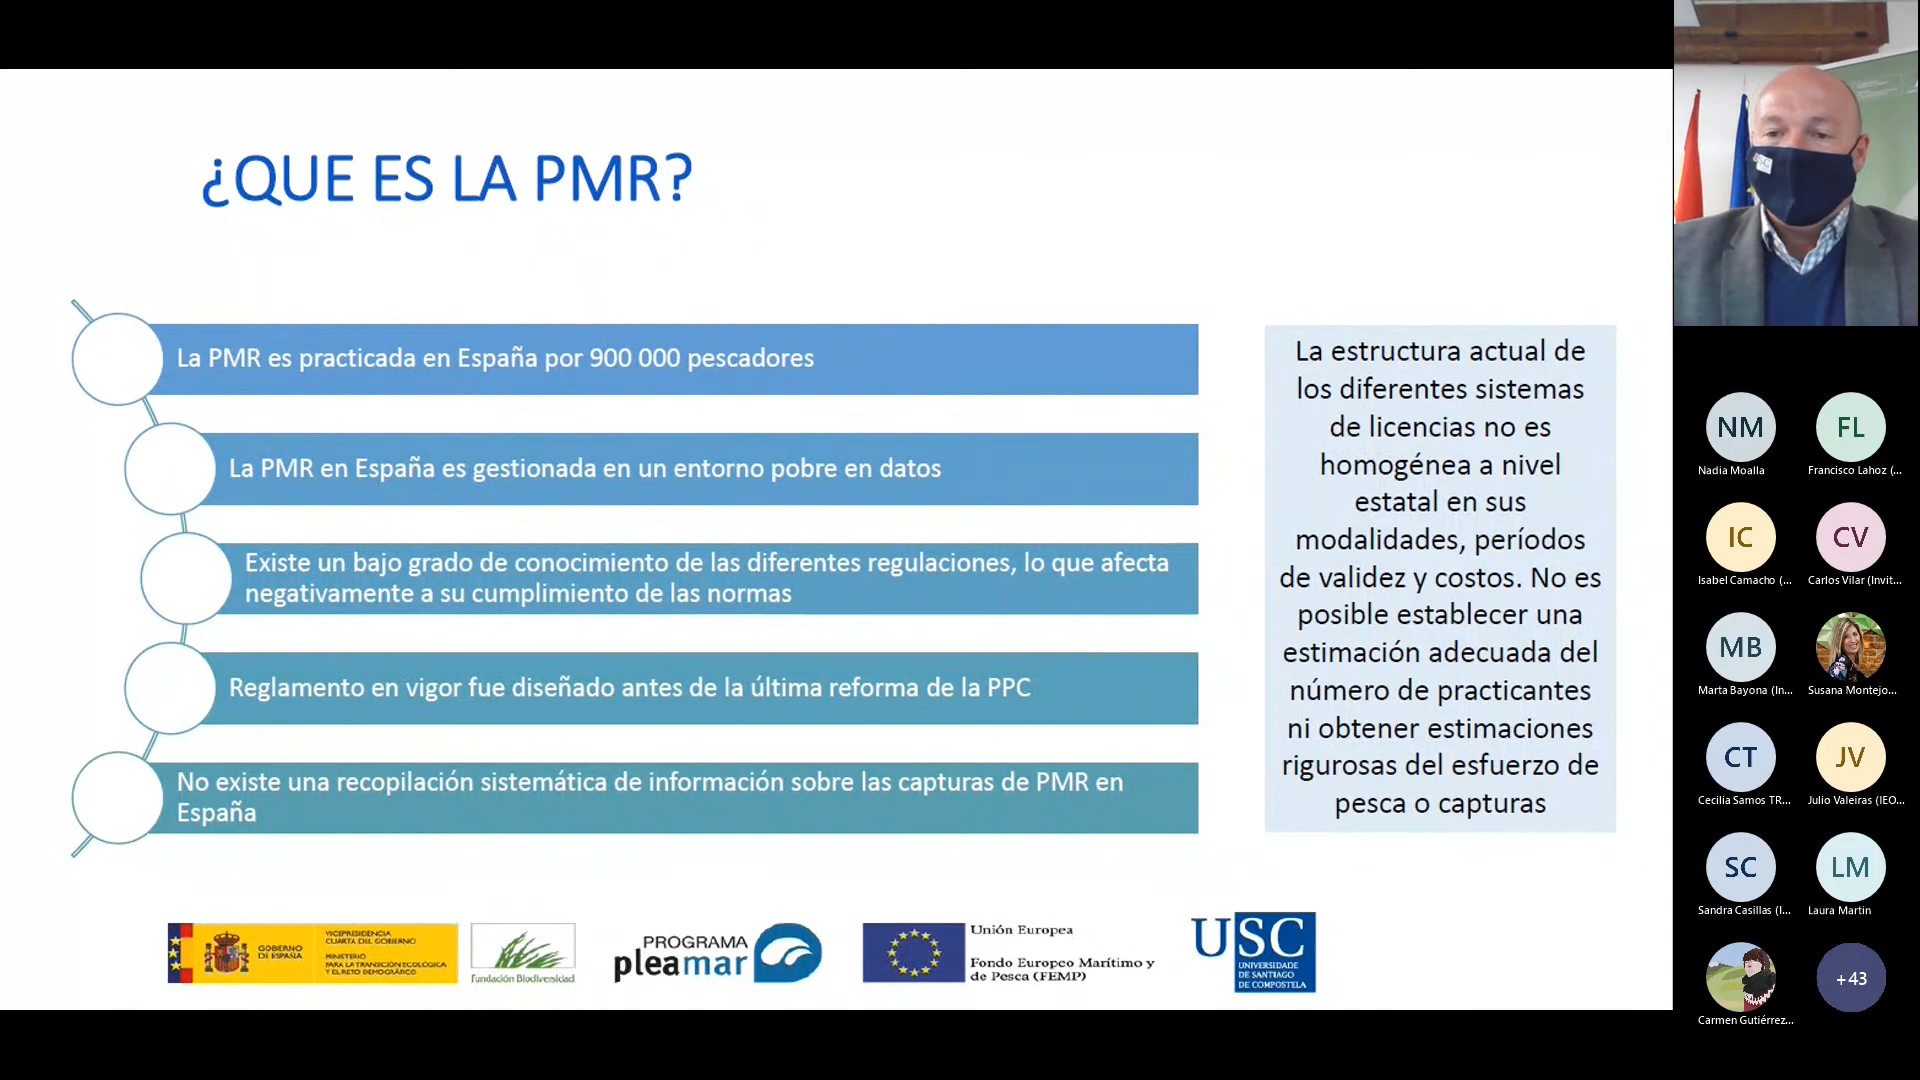 ¿QUE ES LA PMR?
La PMR es practicada en España por 900 000 pescadores
La PMR en España es gestionada en un entorno pobre en datos
Existe un bajo grado de conocimiento de las diferentes regulaciones, lo que afecta
negativamente a su cumplimiento de las normas
Reglamento en vigor fue diseñado antes de la última reforma de la PPC
No existe una recopilación sistemática de información sobre las capturas de PMR en
España
La estructura actual de
los diferentes sistemas
de licencias no es
homogénea a nivel
estatal en sus
modalidades, períodos
de validez y costos. No es
posible establecer una
estimación adecuada del
número de practicantes
ni obtener estimaciones
rigurosas del esfuerzo de
pesca o capturas
GOBIERNO
DE ESPAÑA
VICEPRESIDENCIA
CUARTA DEL GOBIERNO
MINISTERIO
PARA LA TRANSICIÓN ECOLÓGICA
Y EL RETO DEMOGRÁFICO
Fundación Biodiversidad
PROGRAMA
pleamar
Unión Europea
Fondo Europeo Marítimo y
de Pesca (FEMP)
USC
UNIVERSIDADE
DE SANTIAGO
DE COMPOSTELA
USC
NM
Nadia Moalla
FL
Francisco Lahoz (...
IC
Isabel Camacho (...
CV
Carlos Vilar (Invit...
MB
Marta Bayona (In...
Susana Montejo...
CT
Cecilia Samos TR...
JV
Julio Valeiras (IEO...
SC
Sandra Casillas (I...
LM
Laura Martin
Carmen Gutiérrez...
+43